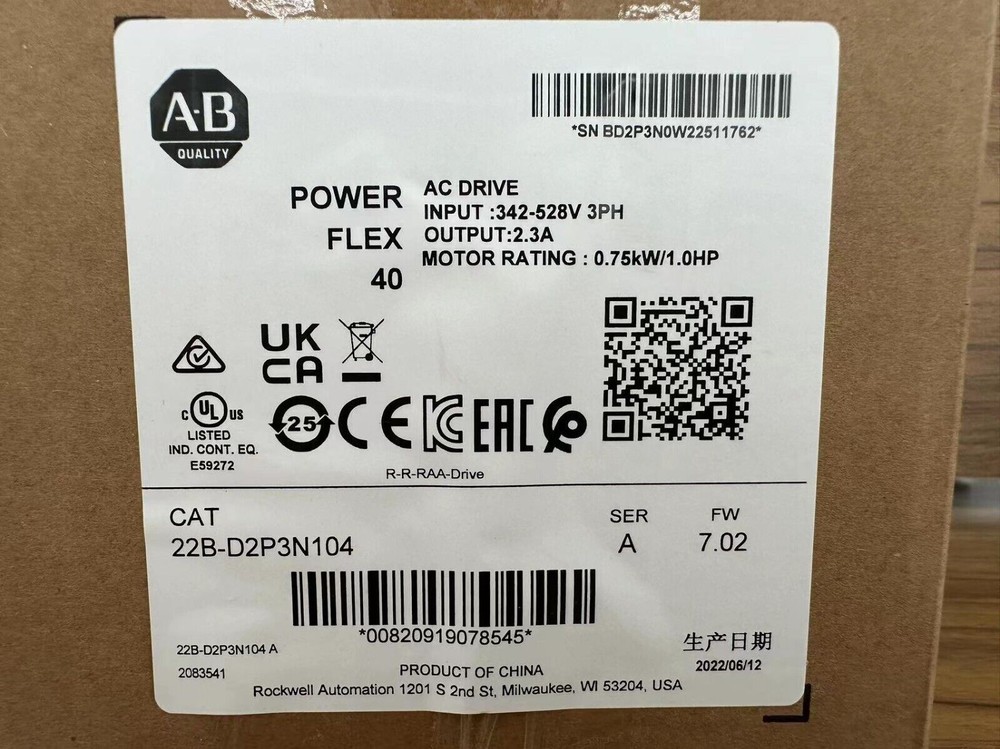 A-B
QUALITY
*SN BD2P3N0W22511762*
POWER
FLEX
40
AC DRIVE
INPUT :342-528V 3PH
OUTPUT:2.3A
MOTOR RATING : 0.75kW/1.0HP
UK
CA
C UL US
LISTED
IND. CONT. EQ.
E59272
25
CE
KC
EAC
R-R-RAA-Drive
CAT
22B-D2P3N104
SER
A
FW
7.02
*00820919078545*
22B-D2P3N104 A
2083541
生产日期
2022/06/12
PRODUCT OF CHINA
Rockwell Automation 1201 S 2nd St, Milwaukee, WI 53204, USA